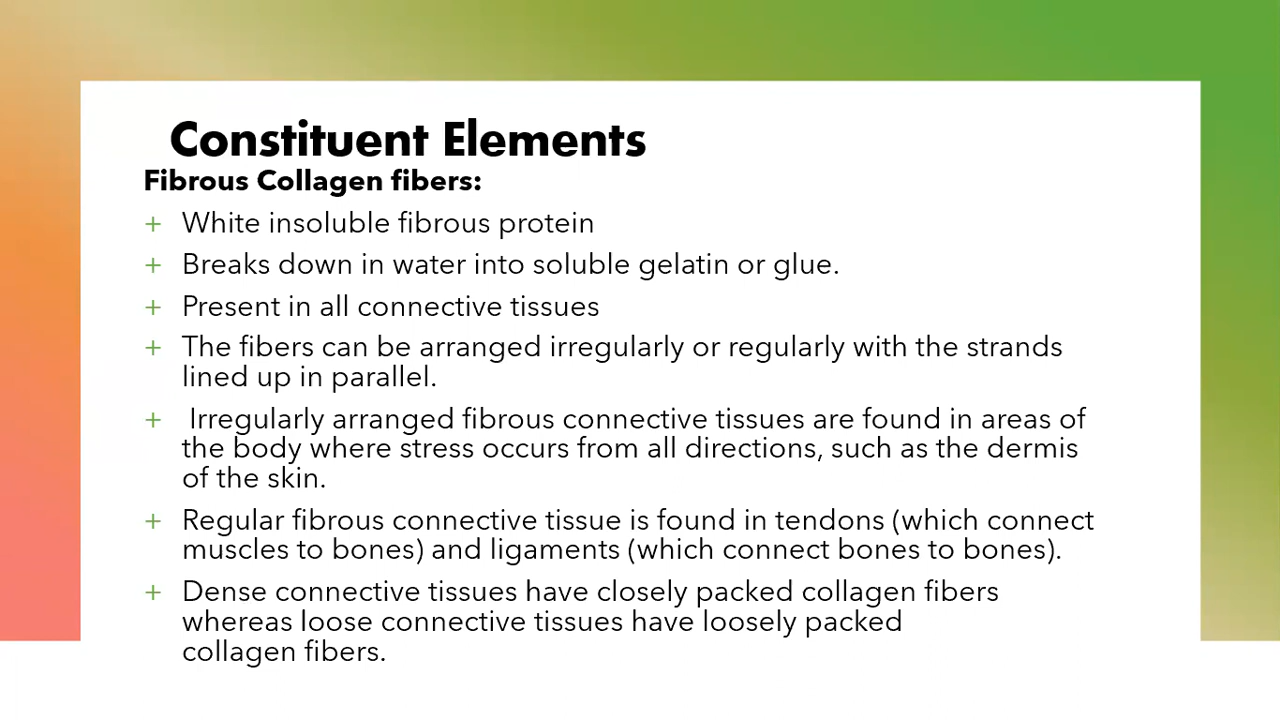 Constituent Elements
Fibrous Collagen fibers:
+ White insoluble fibrous protein
+ Breaks down in water into soluble gelatin or glue.
+ Present in all connective tissues
+ The fibers can be arranged irregularly or regularly with the strands
lined up in parallel.
+ Irregularly arranged fibrous connective tissues are found in areas of
the body where stress occurs from all directions, such as the dermis
of the skin.
+ Regular fibrous connective tissue is found in tendons (which connect
muscles to bones) and ligaments (which connect bones to bones).
+ Dense connective tissues have closely packed collagen fibers
whereas loose connective tissues have loosely packed
collagen fibers.